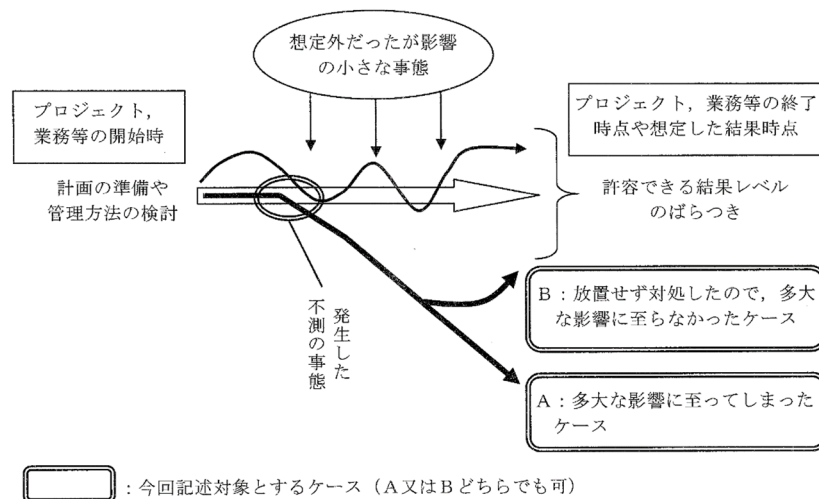 想定外だったが影響
の小さな事態
プロジェクト，
業務等の開始時
プロジェクト，業務等の終了
時点や想定した結果時点
計画の準備や
管理方法の検討
許容できる結果レベル
のばらつき
発生した
不測の事態
Ｂ：放置せず対処したので，多大
な影響に至らなかったケース
Ａ：多大な影響に至ってしまった
ケース
：今回記述対象とするケース（Ａ又はＢどちらでも可）